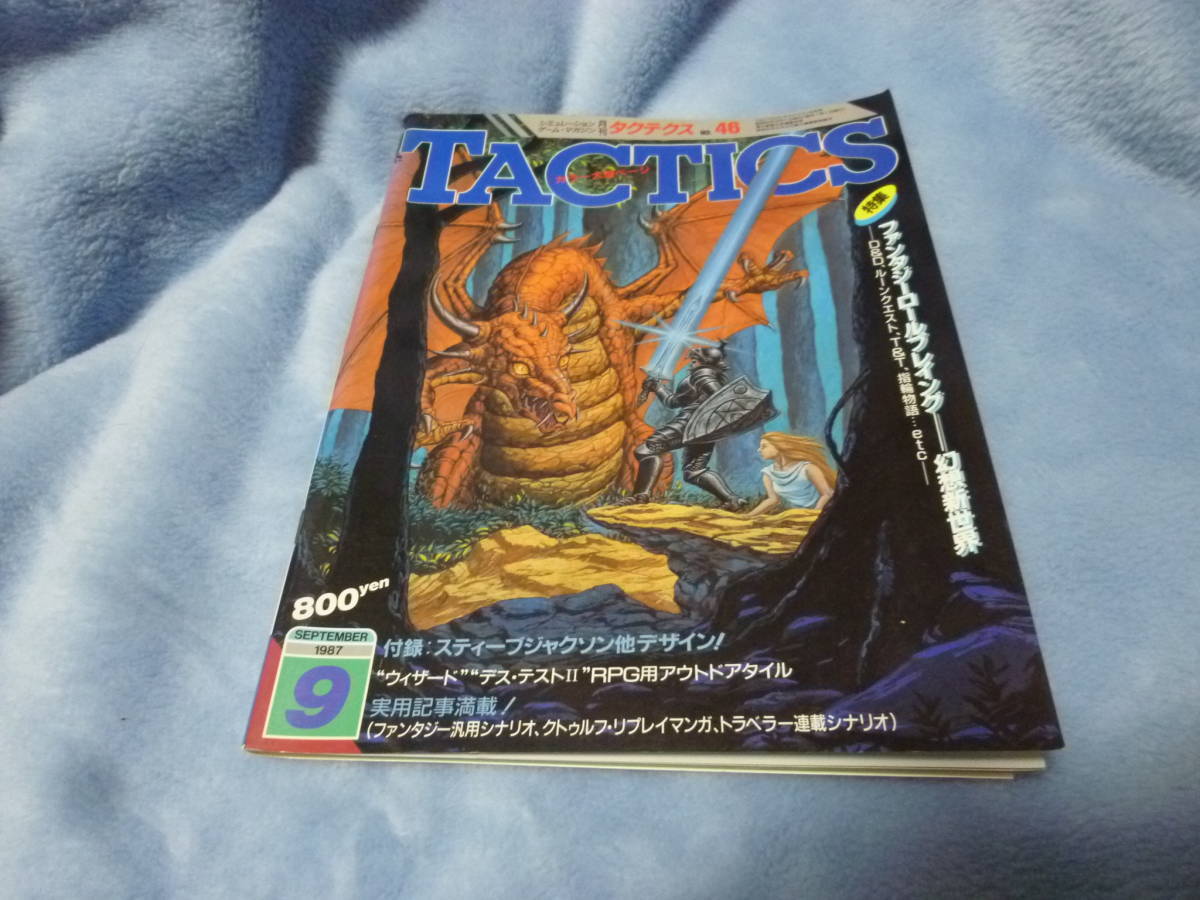 シミュレーション
ゲーム・マガジン
月刊
タクテクス NO. 46
TACTICS
特集
ファンタジーロールプレイング──幻想新世界
──D&D、ルーンクエスト、T&T、指輪物語…etc──
800yen
SEPTEMBER
1987
9
付録:スティーブジャクソン他デザイン!
“ウィザード”“デス・テストII”RPG用アウトドアタイル
実用記事満載!
(ファンタジー汎用シナリオ、クトゥルフ・リプレイマンガ、トラベラー連載シナリオ)